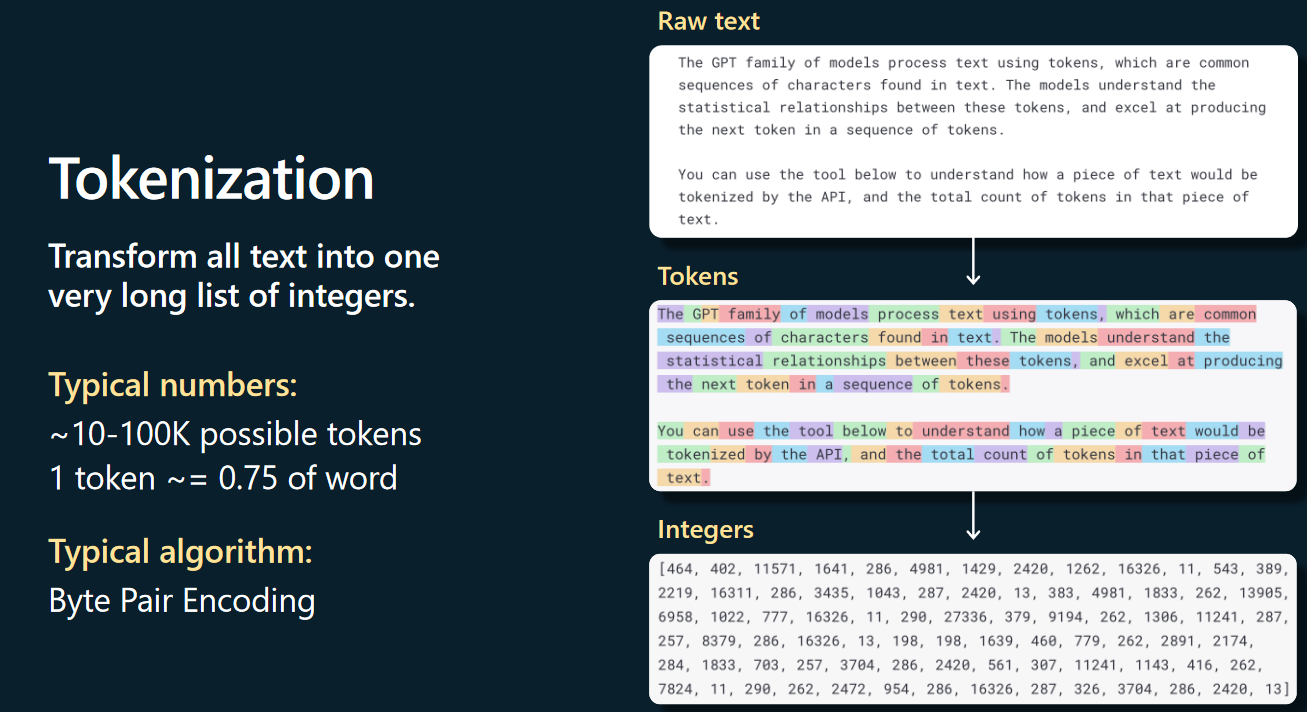 Tokenization
Transform all text into one
very long list of integers.
Typical numbers:
~10-100K possible tokens
1 token ~= 0.75 of word
Typical algorithm:
Byte Pair Encoding
Raw text
The GPT family of models process text using tokens, which are common
sequences of characters found in text. The models understand the
statistical relationships between these tokens, and excel at producing
the next token in a sequence of tokens.
You can use the tool below to understand how a piece of text would be
tokenized by the API, and the total count of tokens in that piece of
text.
Tokens
The GPT family of models process text using tokens, which are common
sequences of characters found in text. The models understand the
statistical relationships between these tokens, and excel at producing
the next token in a sequence of tokens.
You can use the tool below to understand how a piece of text would be
tokenized by the API, and the total count of tokens in that piece of
text.
Integers
[464, 402, 11571, 1641, 286, 4981, 1429, 2420, 1262, 16326, 11, 543, 389,
2219, 16311, 286, 3435, 1043, 287, 2420, 13, 383, 4981, 1833, 262, 13905,
6958, 1022, 777, 16326, 11, 290, 27336, 379, 9194, 262, 1306, 11241, 287,
257, 8379, 286, 16326, 13, 198, 198, 1639, 460, 779, 262, 2891, 2174,
284, 1833, 703, 257, 3704, 286, 2420, 561, 307, 11241, 1143, 416, 262,
7824, 11, 290, 262, 2472, 954, 286, 16326, 287, 326, 3704, 286, 2420, 13]